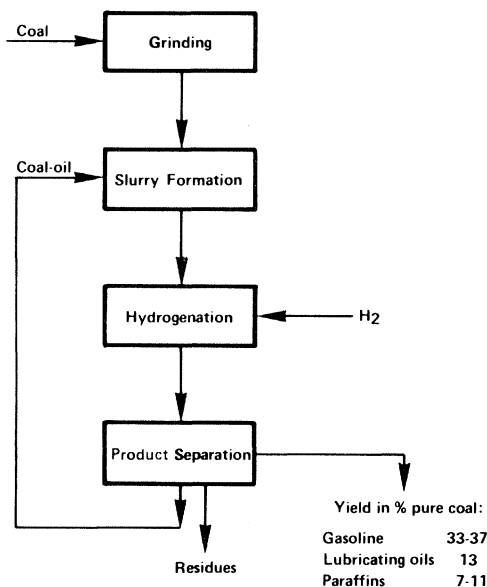 Coal
Grinding
Coal-oil
Slurry Formation
Hydrogenation
H2
Product Separation
Yield in % pure coal:
Gasoline 33-37
Lubricating oils 13
Paraffins 7-11
Residues